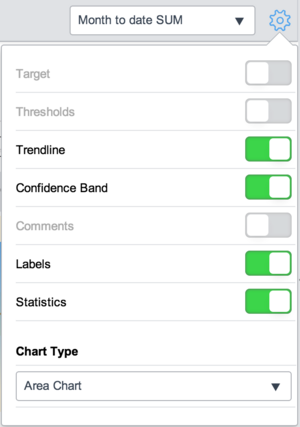 Month to date SUM
Target
Thresholds
Trendline
Confidence Band
Comments
Labels
Statistics
Chart Type
Area Chart